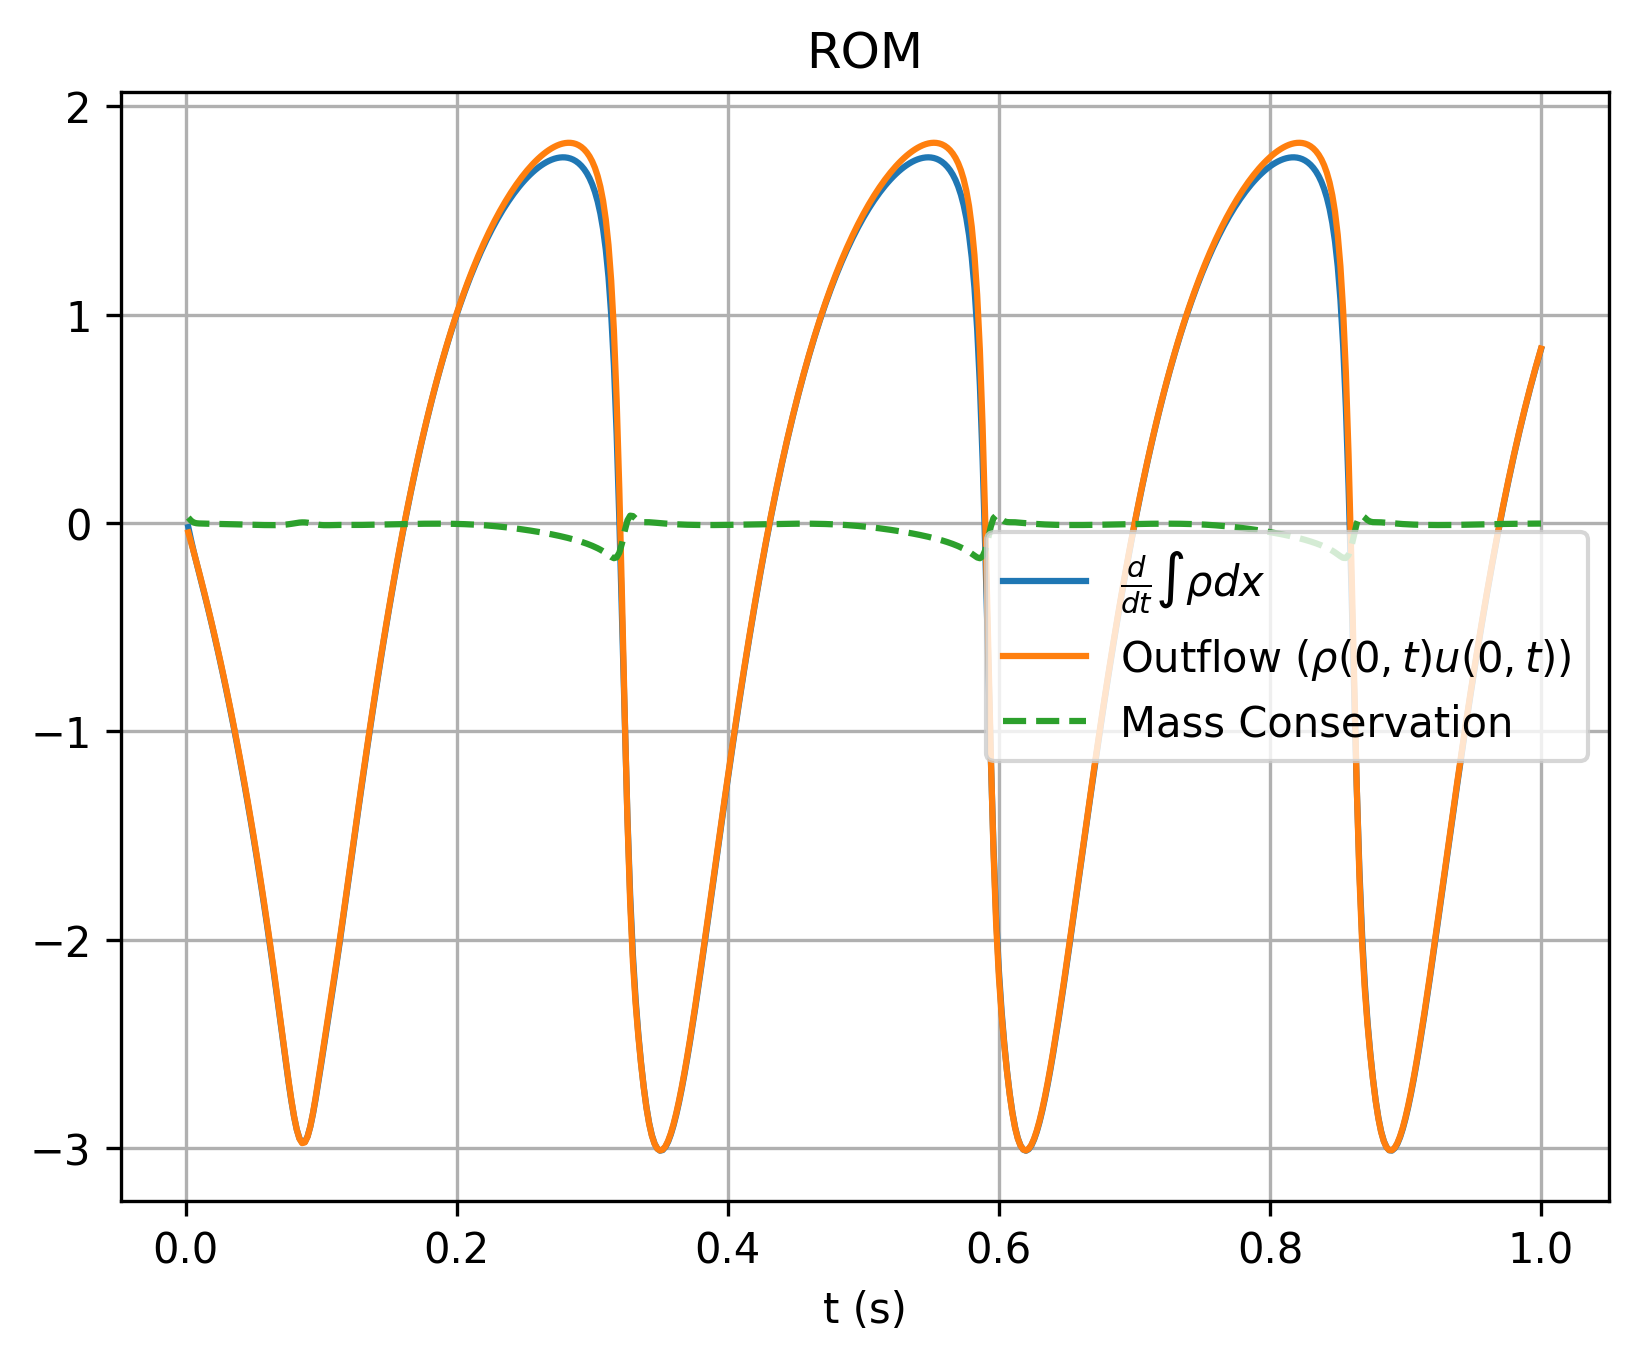 ROM
2
1
0
−1
−2
−3
d/dt ∫ρdx
Outflow (ρ(0, t)u(0, t))
Mass Conservation
0.0 0.2 0.4 0.6 0.8 1.0
t (s)